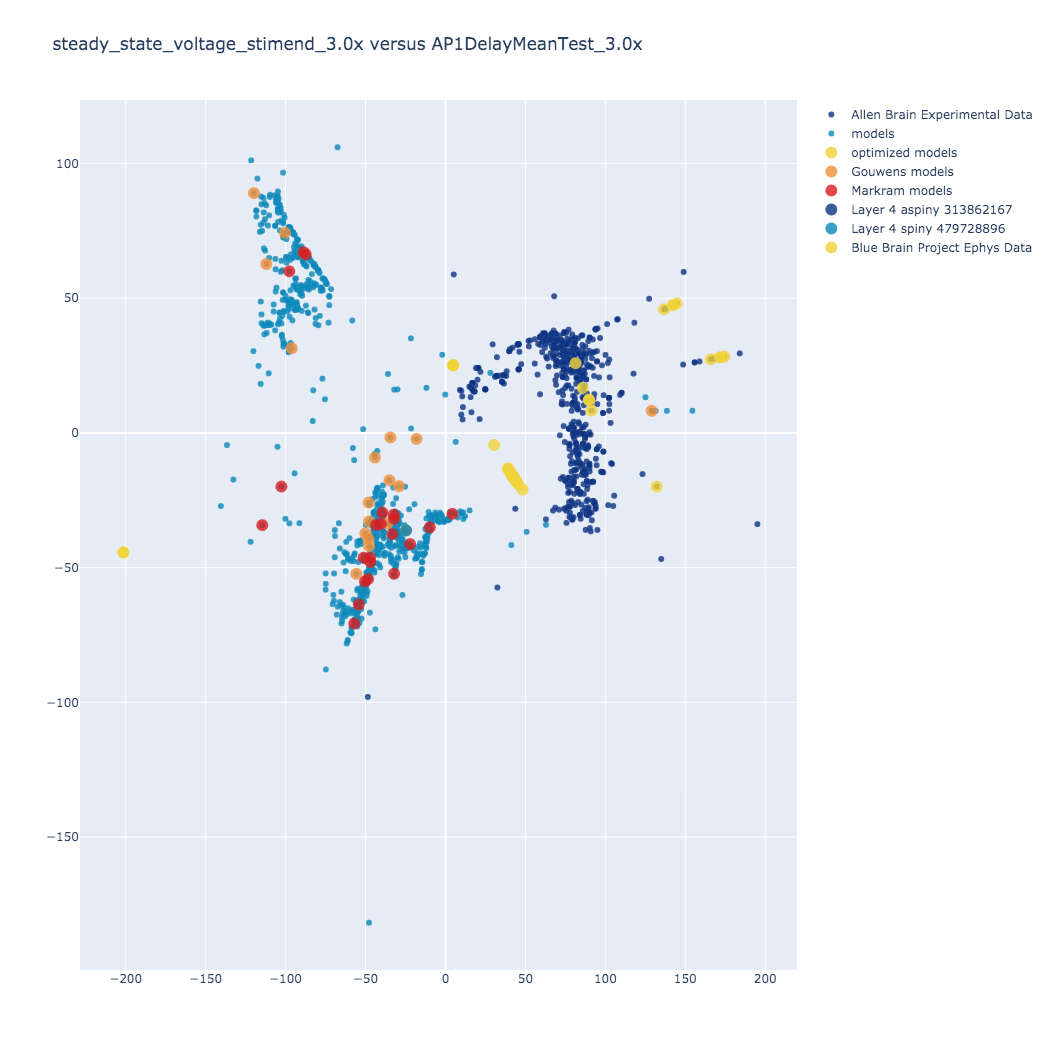 steady_state_voltage_stimend_3.0x versus AP1DelayMeanTest_3.0x
Allen Brain Experimental Data
models
optimized models
Gouwens models
Markram models
Layer 4 aspiny 313862167
Layer 4 spiny 479728896
Blue Brain Project Ephys Data
100
50
0
−50
−100
−150
−200
−150
−100
−50
0
50
100
150
200